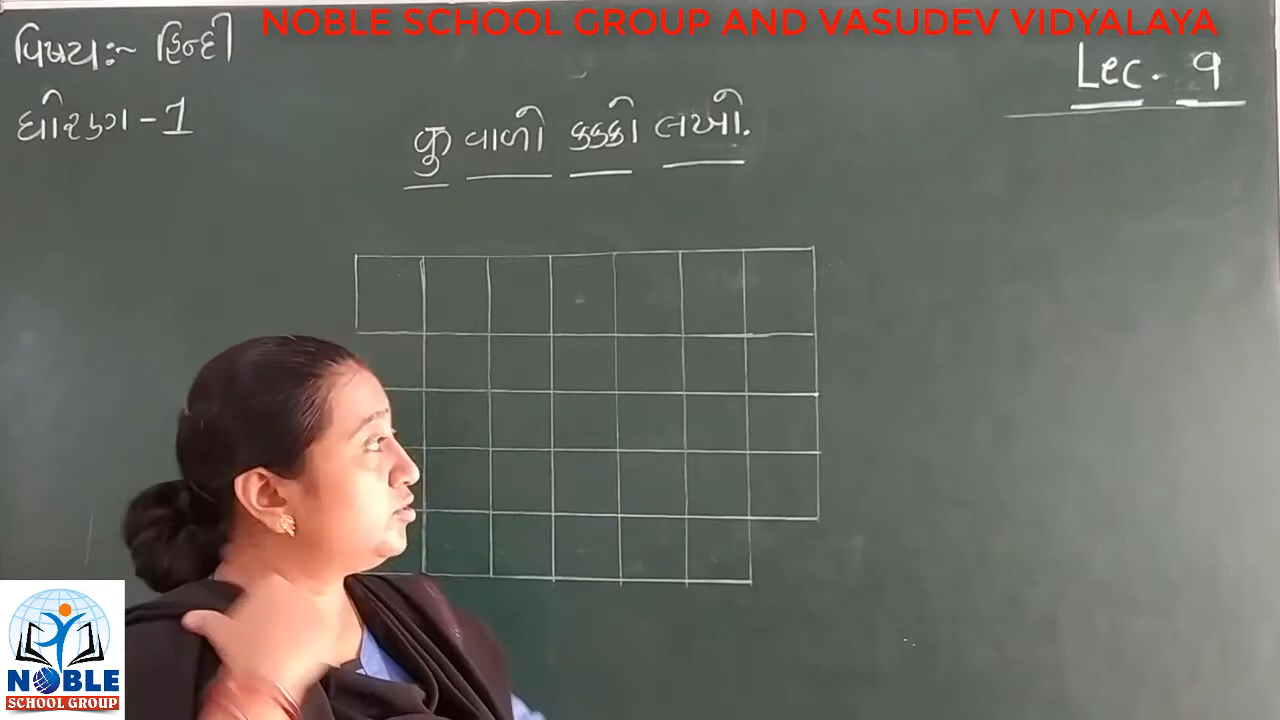 NOBLE SCHOOL GROUP AND VASUDEV VIDYALAYA
વિષય:- હિન્દી
Lec. 9
ધોરણ - 1
कु વાળો કક્કો લખો.
NOBLE
SCHOOL GROUP